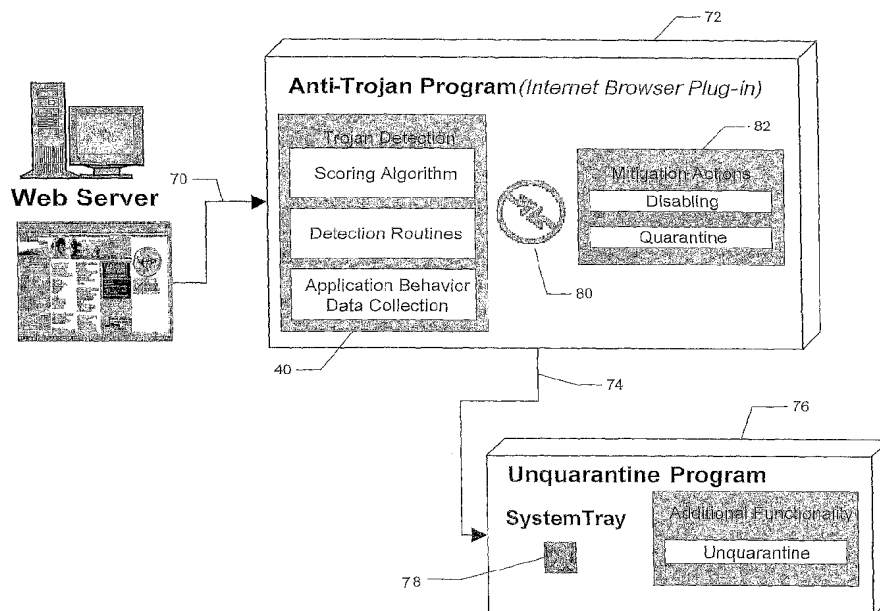 72
Anti-Trojan Program (Internet Browser Plug-in)
82
Trojan Detection
Scoring Algorithm
Detection Routines
Application Behavior
Data Collection
40
80
Mitigation Actions
Disabling
Quarantine
70
Web Server
74
76
Unquarantine Program
SystemTray
78
Additional Functionality
Unquarantine